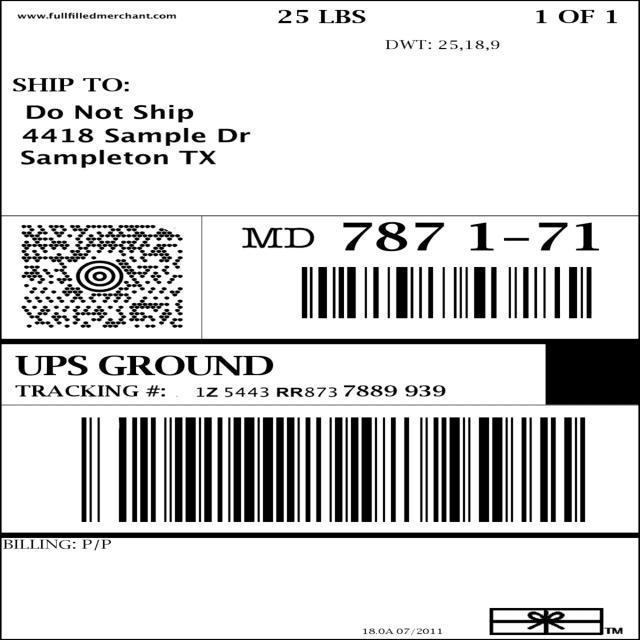 www.fullfilledmerchant.com 25 LBS 1 OF 1
DWT: 25,18,9
SHIP TO:
Do Not Ship
4418 Sample Dr
Sampleton TX
MD 787 1-71
UPS GROUND
TRACKING #: 1Z 5443 RR873 7889 939
BILLING: P/P
18.0A 07/2011
TM